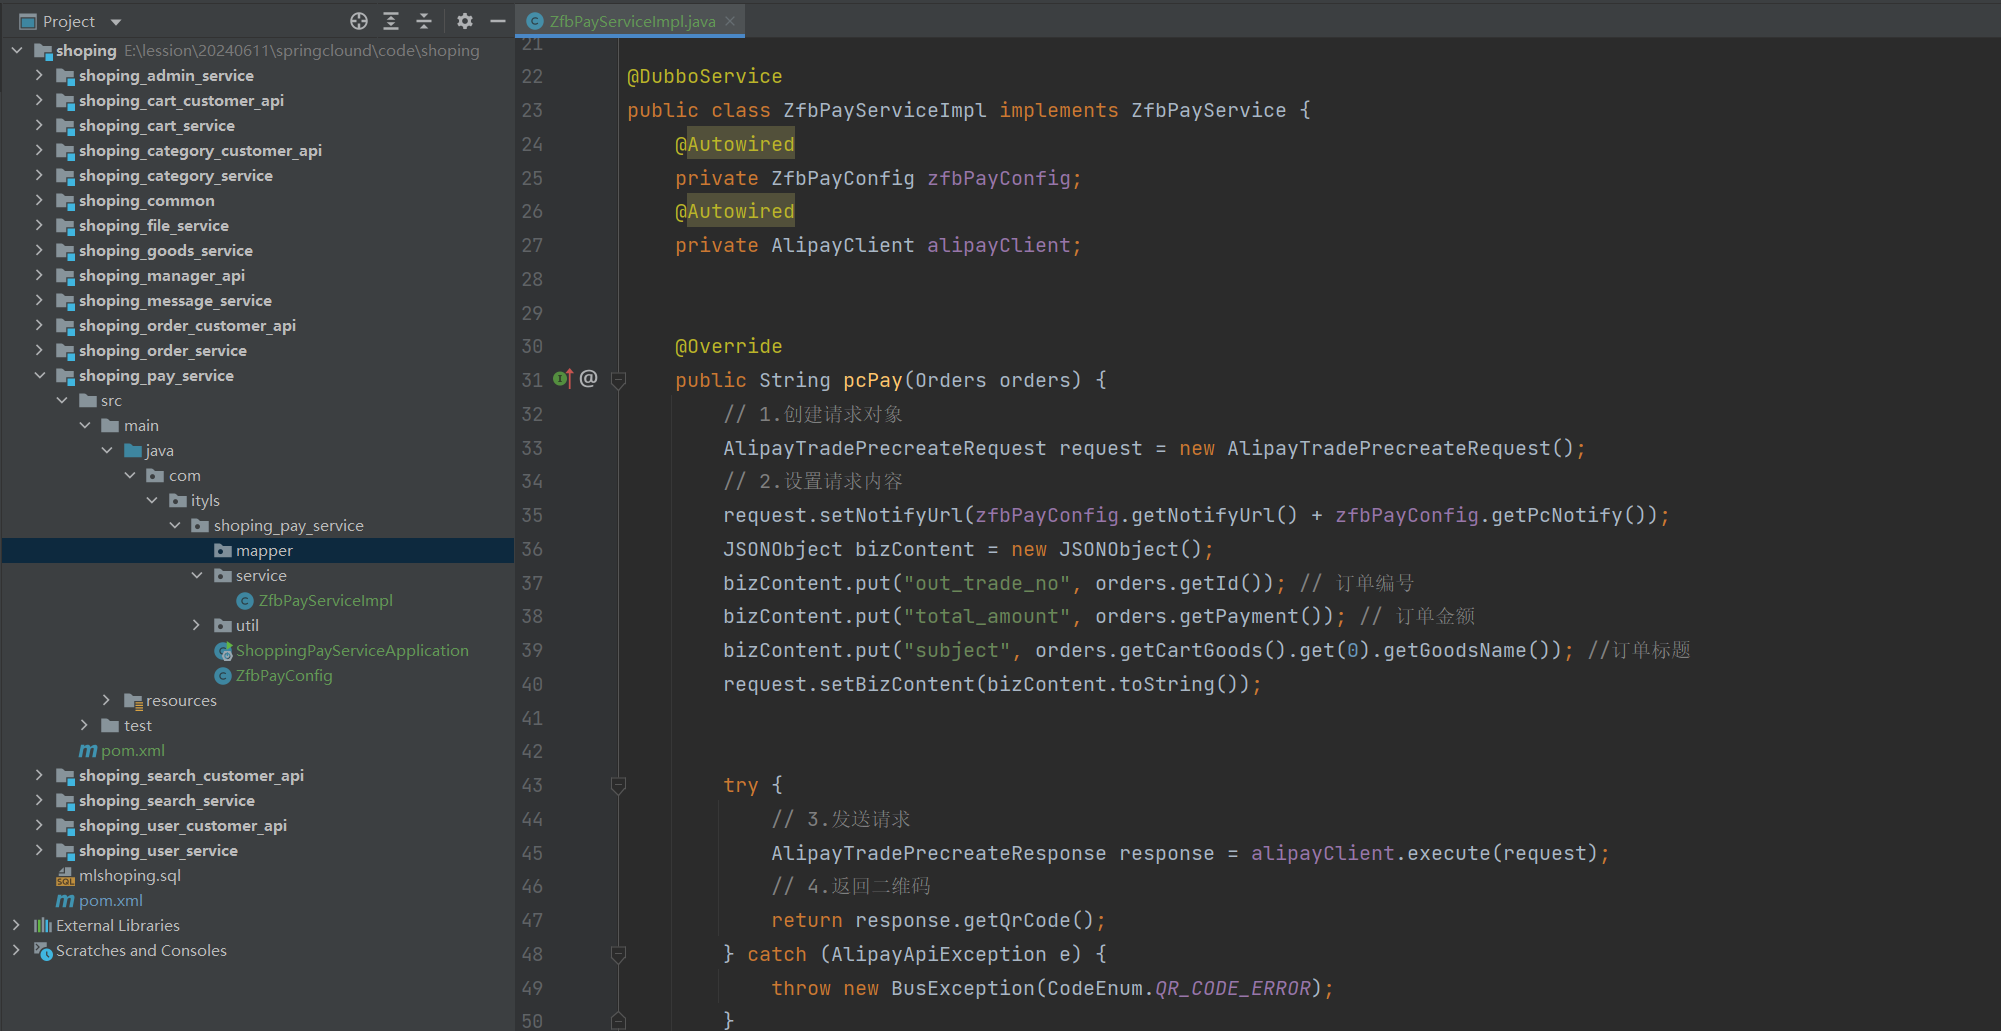 Project
shoping E:\lession\20240611\springclound\code\shoping
shoping_admin_service
shoping_cart_customer_api
shoping_cart_service
shoping_category_customer_api
shoping_category_service
shoping_common
shoping_file_service
shoping_goods_service
shoping_manager_api
shoping_message_service
shoping_order_customer_api
shoping_order_service
shoping_pay_service
src
main
java
com
ityls
shoping_pay_service
mapper
service
ZfbPayServiceImpl
util
ShoppingPayServiceApplication
ZfbPayConfig
resources
test
pom.xml
shoping_search_customer_api
shoping_search_service
shoping_user_customer_api
shoping_user_service
mlshoping.sql
pom.xml
External Libraries
Scratches and Consoles
ZfbPayServiceImpl.java
21
22 @DubboService
23 public class ZfbPayServiceImpl implements ZfbPayService {
24 @Autowired
25 private ZfbPayConfig zfbPayConfig;
26 @Autowired
27 private AlipayClient alipayClient;
28
29
30 @Override
31 public String pcPay(Orders orders) {
32 // 1.创建请求对象
33 AlipayTradePrecreateRequest request = new AlipayTradePrecreateRequest();
34 // 2.设置请求内容
35 request.setNotifyUrl(zfbPayConfig.getNotifyUrl() + zfbPayConfig.getPcNotify());
36 JSONObject bizContent = new JSONObject();
37 bizContent.put("out_trade_no", orders.getId()); // 订单编号
38 bizContent.put("total_amount", orders.getPayment()); // 订单金额
39 bizContent.put("subject", orders.getCartGoods().get(0).getGoodsName()); //订单标题
40 request.setBizContent(bizContent.toString());
41
42
43 try {
44 // 3.发送请求
45 AlipayTradePrecreateResponse response = alipayClient.execute(request);
46 // 4.返回二维码
47 return response.getQrCode();
48 } catch (AlipayApiException e) {
49 throw new BusException(CodeEnum.QR_CODE_ERROR);
50 }